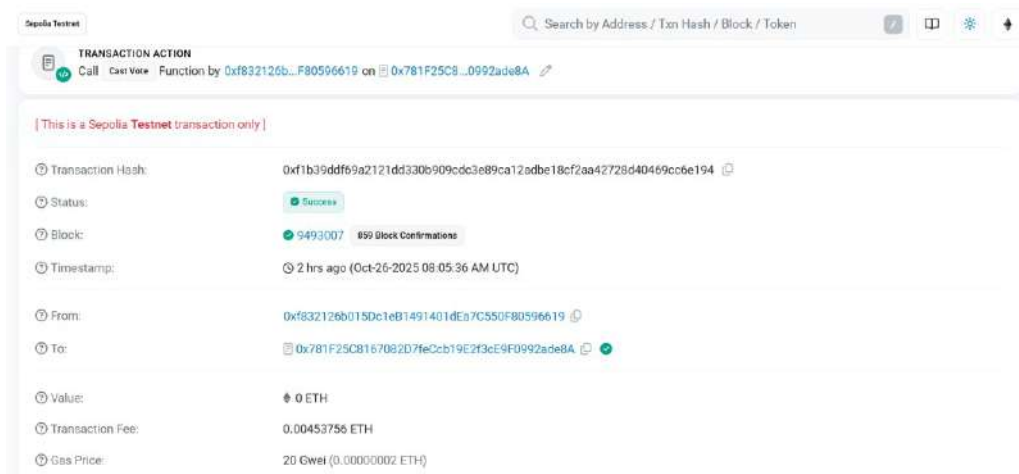 Sepolia Testnet
Search by Address / Txn Hash / Block / Token
/
TRANSACTION ACTION
Call Cast Vote Function by 0xf832126b...F80596619 on 0x781F25C8...0992ade8A
[ This is a Sepolia Testnet transaction only ]
Transaction Hash: 0xf1b39ddf69a2121dd330b909cdc3e89ca12adbe18cf2aa42728d40469cc6e194
Status: Success
Block: 9493007 859 Block Confirmations
Timestamp: 2 hrs ago (Oct-26-2025 08:05:36 AM UTC)
From: 0xf832126b015Dc1eB1491401dEa7C550F80596619
To: 0x781F25C8167082D7feCcb19E2f3cE9F0992ade8A
Value: 0 ETH
Transaction Fee: 0.00453756 ETH
Gas Price: 20 Gwei (0.00000002 ETH)